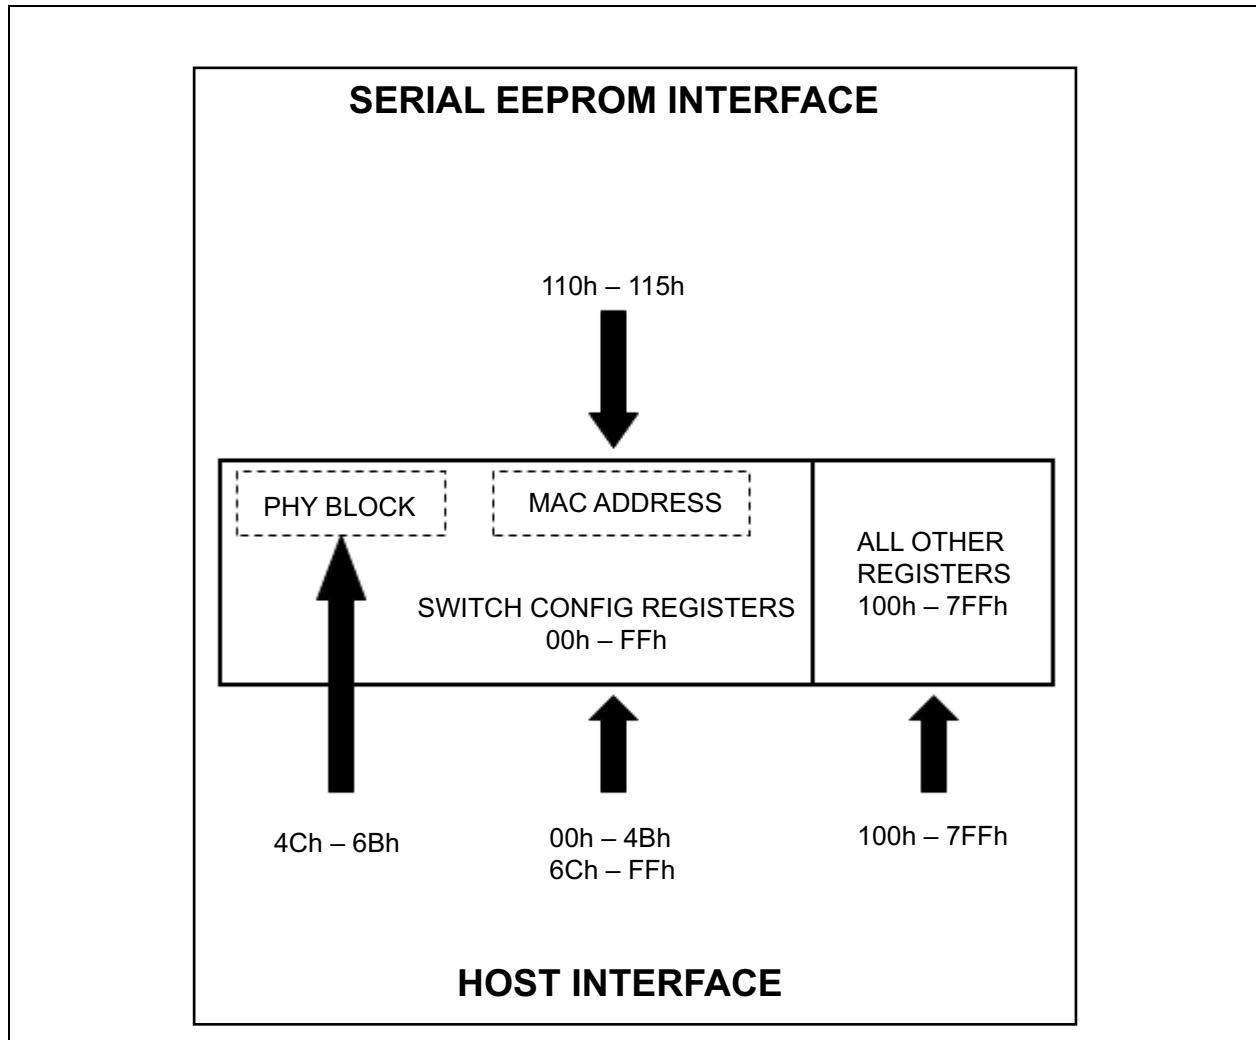 SERIAL EEPROM INTERFACE
110h – 115h
PHY BLOCK
MAC ADDRESS
SWITCH CONFIG REGISTERS
00h – FFh
ALL OTHER
REGISTERS
100h – 7FFh
4Ch – 6Bh
00h – 4Bh
6Ch – FFh
100h – 7FFh
HOST INTERFACE